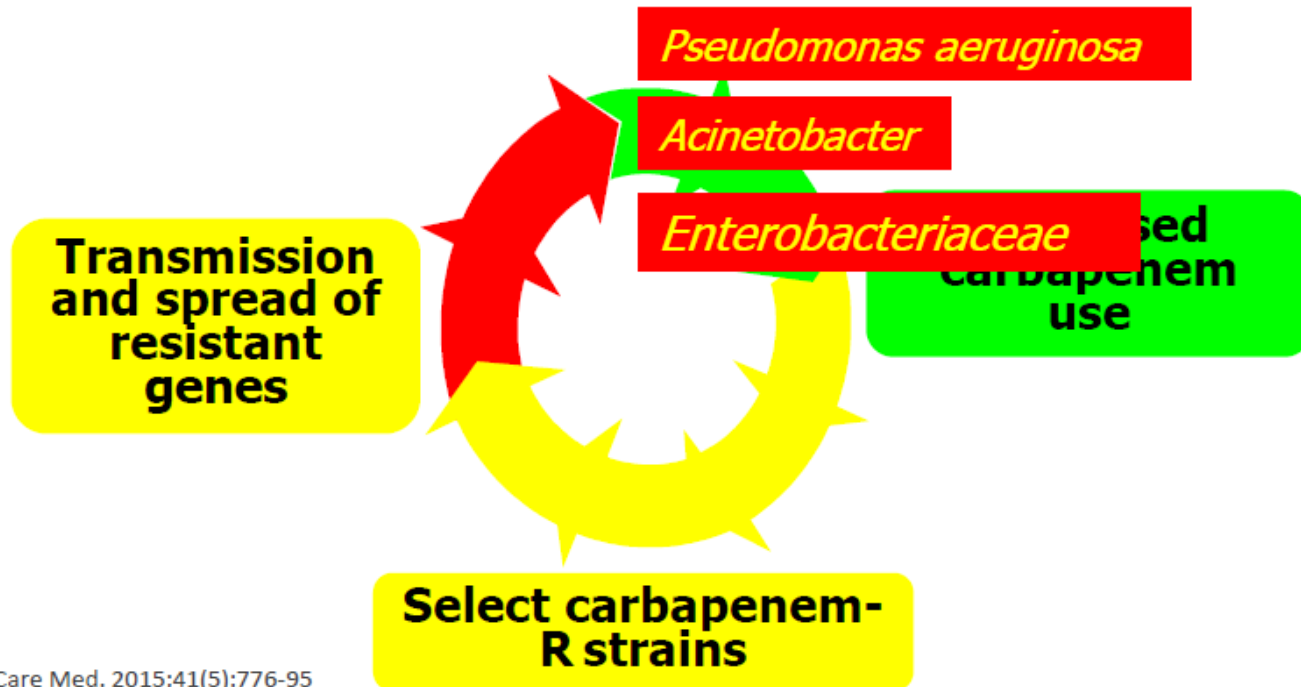 Pseudomonas aeruginosa
Acinetobacter
Enterobacteriaceae
carbapenem
use
Transmission
and spread of
resistant
genes
Select carbapenem-
R strains
Care Med. 2015;41(5):776-95